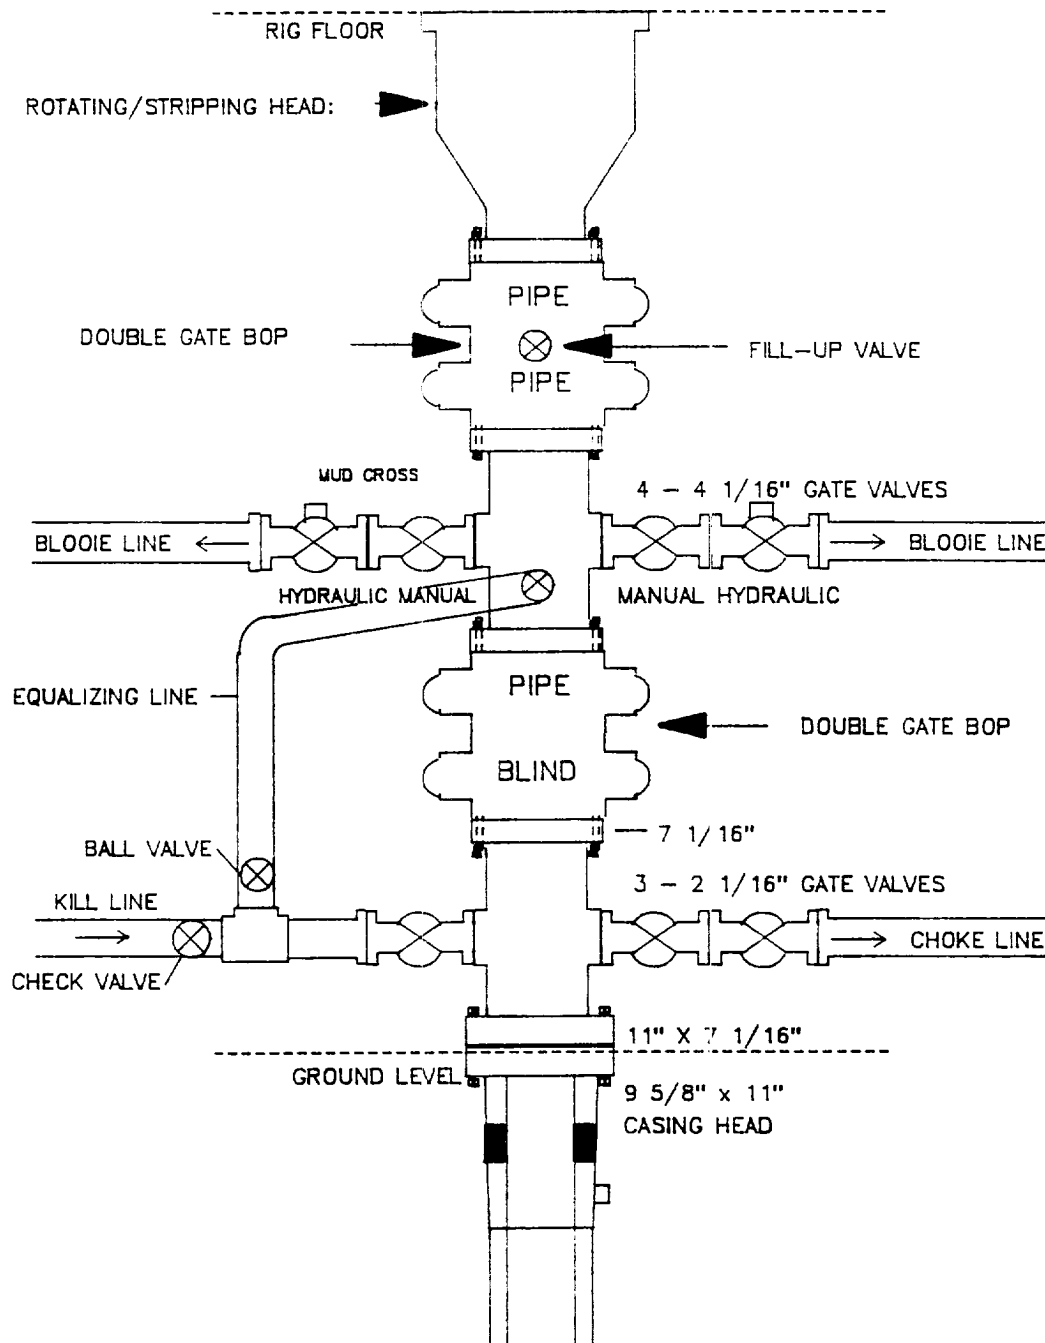 RIG FLOOR
ROTATING/STRIPPING HEAD:
PIPE
DOUBLE GATE BOP
FILL-UP VALVE
PIPE
MUD CROSS
4 - 4 1/16" GATE VALVES
BLOOIE LINE
BLOOIE LINE
HYDRAULIC MANUAL
MANUAL HYDRAULIC
EQUALIZING LINE
PIPE
DOUBLE GATE BOP
BLIND
7 1/16"
BALL VALVE
3 - 2 1/16" GATE VALVES
KILL LINE
CHOKE LINE
CHECK VALVE
11" X 7 1/16"
GROUND LEVEL
9 5/8" x 11"
CASING HEAD